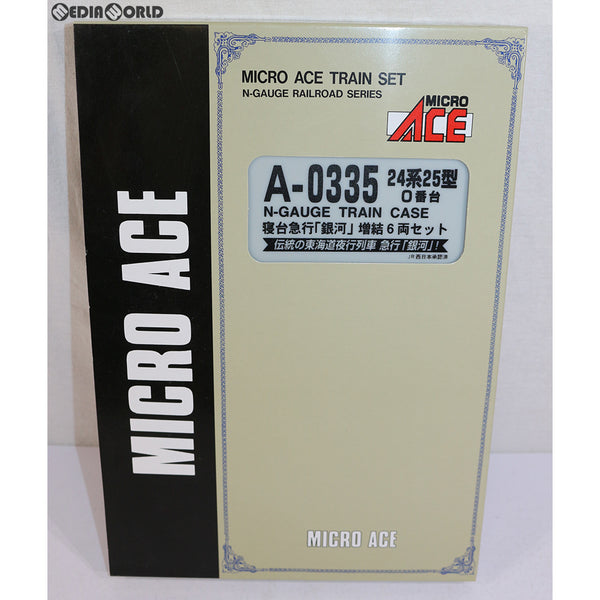 MEDIAWORLD
MICRO ACE TRAIN SET
N-GAUGE RAILROAD SERIES
MICRO
ACE
A-0335 24系25型
0番台
N-GAUGE TRAIN CASE
寝台急行「銀河」増結6両セット
伝統の東海道夜行列車 急行「銀河」!
JR西日本承認済
MICRO ACE
MICRO ACE